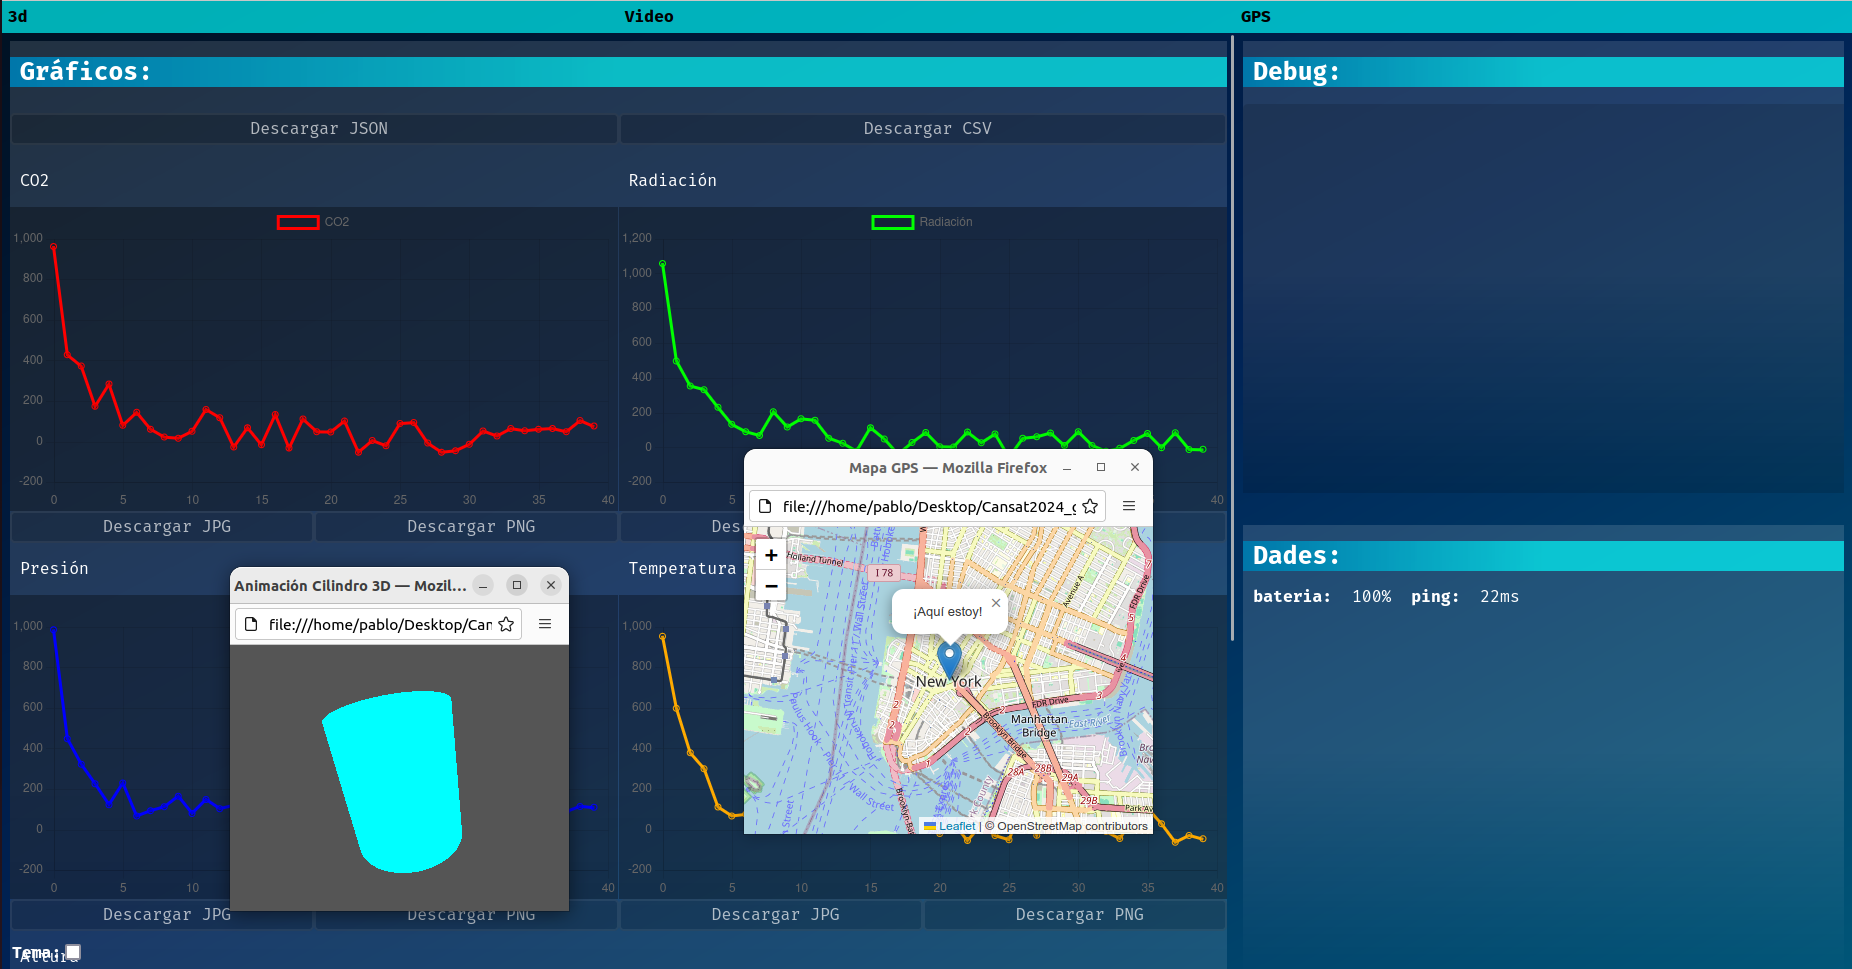 3d
Video
GPS
Gráficos:
Debug:
Descargar JSON
Descargar CSV
CO2
Radiación
CO2
1,000
800
600
400
200
0
-200
0 5 10 15 20 25 30 35 40
Radiación
1,200
1,000
800
600
400
200
0
-200
0
40
Descargar JPG
Descargar PNG
Des
Mapa GPS — Mozilla Firefox
file:///home/pablo/Desktop/Cansat2024_g
+
−
Holland Tunnel
I 78
Hoboke
Avenue A
FDR Drive
¡Aquí estoy!
New York
Manhattan
Bridge
East River
FDR Drive
Brooklyn Bridge
Wall Street
28A
28B
29A
29B
Park Av
Leaflet | © OpenStreetMap contributors
Presión
Temperatura
Animación Cilindro 3D — Mozil...
file:///home/pablo/Desktop/Car
1,000
800
600
400
200
0
-200
0 5 10
40
1,000
800
600
400
200
0
-200
0 5 10 15 20 25 30 35 40
Descargar JPG
Descargar PNG
Descargar JPG
Descargar PNG
Dades:
bateria: 100% ping: 22ms
Tema:
Altura